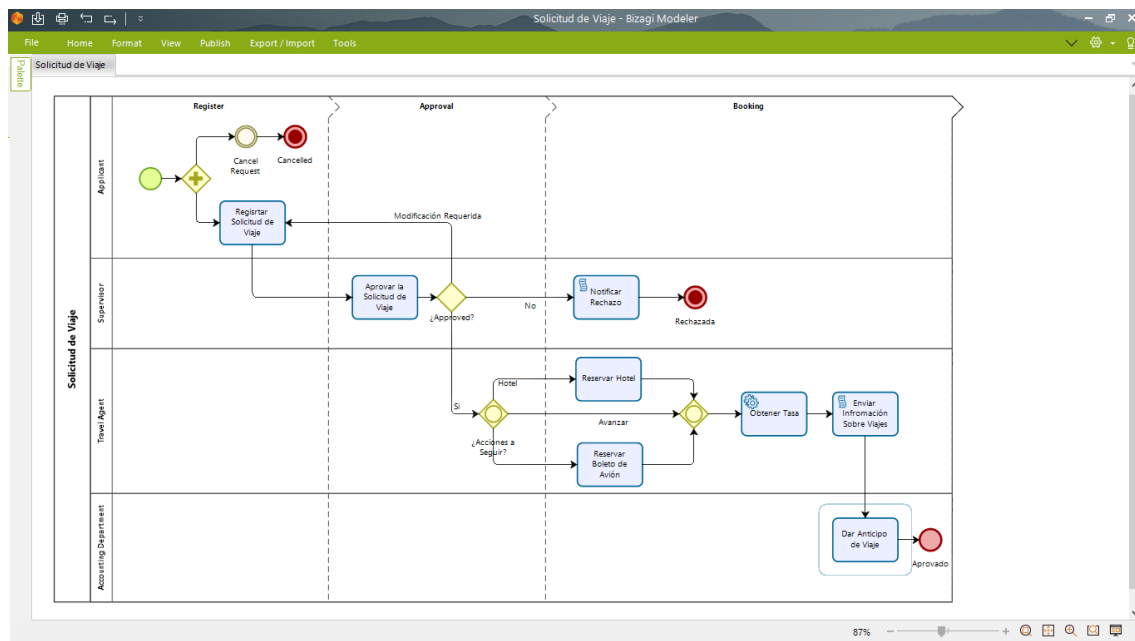 Solicitud de Viaje - Bizagi Modeler
File Home Format View Publish Export / Import Tools
Palette
Solicitud de Viaje
Solicitud de Viaje
Register
Approval
Booking
Applicant
Cancel
Request
Cancelled
Regisrtar
Solicitud de
Viaje
Modificación Requerida
Supervisor
Aprovar la
Solicitud de
Viaje
¿Approved?
No
Notificar
Rechazo
Rechazada
Travel Agent
Si
¿Acciones a
Seguir?
Hotel
Reservar Hotel
Avanzar
Reservar
Boleto de
Avión
Obtener Tasa
Enviar
Infromación
Sobre Viajes
Accounting Department
Dar Anticipo
de Viaje
Aprovado
87%